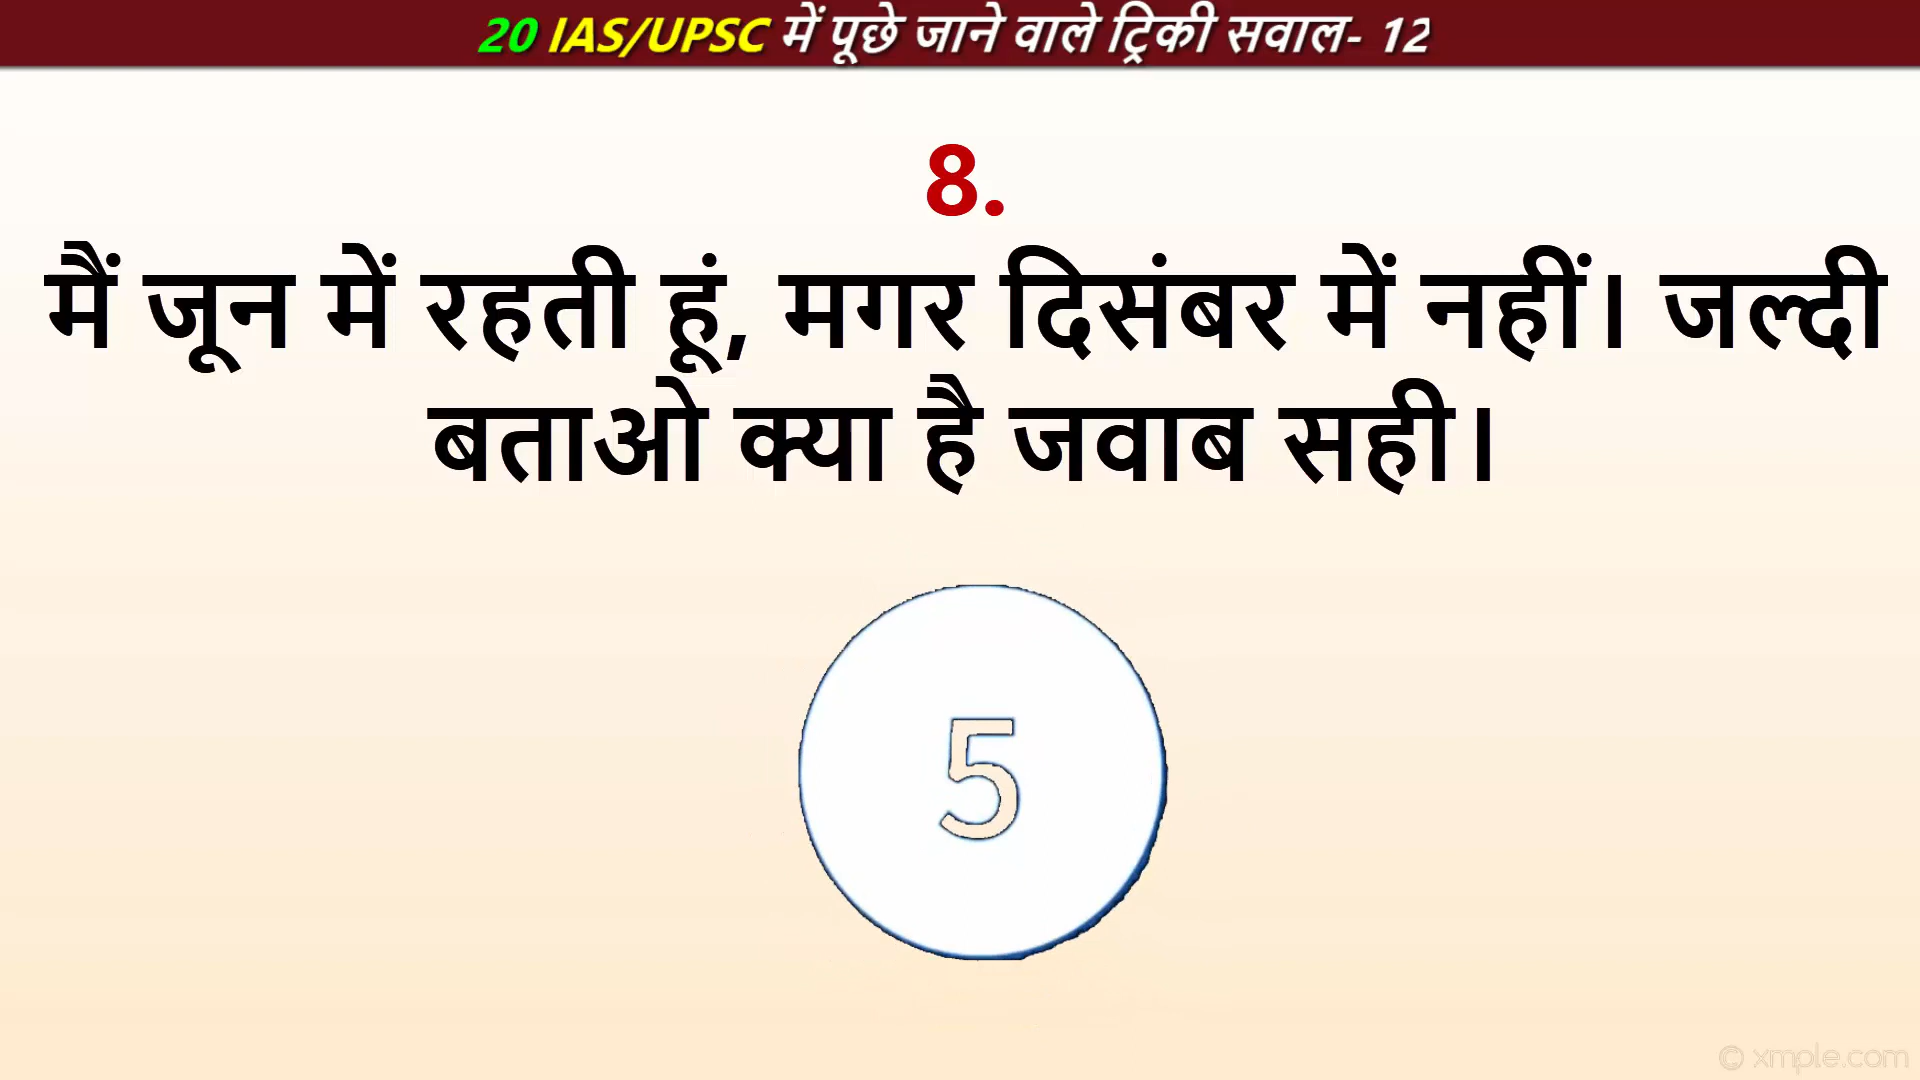 20 IAS/UPSC में पूछे जाने वाले ट्रिकी सवाल- 12
8.
मैं जून में रहती हूं, मगर दिसंबर में नहीं। जल्दी
बताओ क्या है जवाब सही।
5
© xmple.com